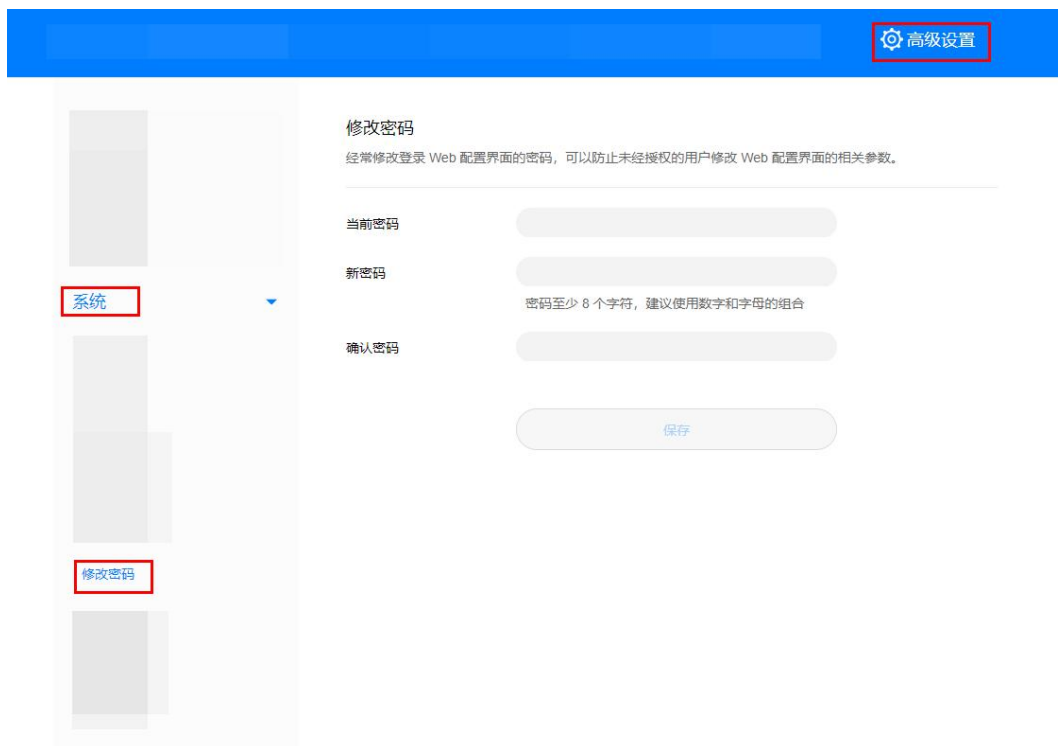 高级设置
修改密码
经常修改登录 Web 配置界面的密码，可以防止未经授权的用户修改 Web 配置界面的相关参数。
当前密码
新密码
系统
密码至少 8 个字符，建议使用数字和字母的组合
确认密码
保存
修改密码